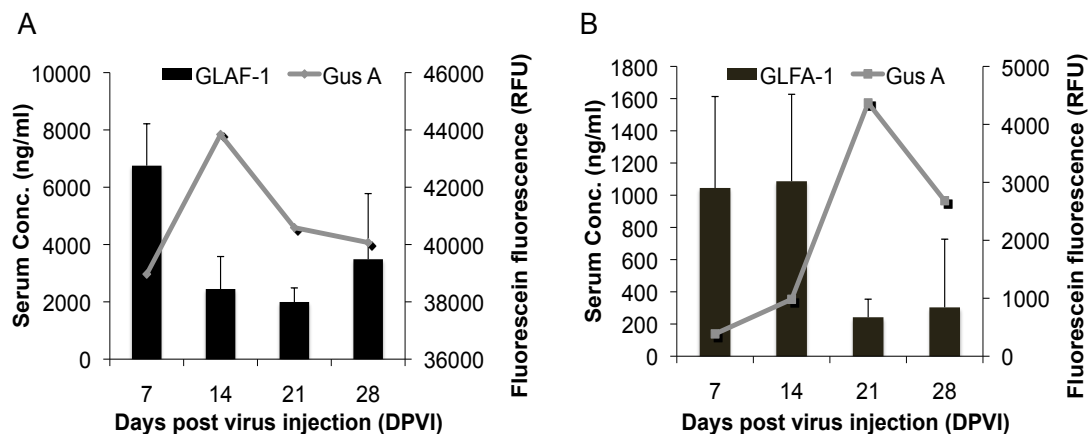 A
GLAF-1 Gus A
Serum Conc. (ng/ml)
10000
8000
6000
4000
2000
0
Fluorescein fluorescence (RFU)
46000
44000
42000
40000
38000
36000
7 14 21 28
Days post virus injection (DPVI)
B
GLFA-1 Gus A
Serum Conc. (ng/ml)
1800
1600
1400
1200
1000
800
600
400
200
0
Fluorescein fluorescence (RFU)
5000
4000
3000
2000
1000
0
7 14 21 28
Days post virus injection (DPVI)